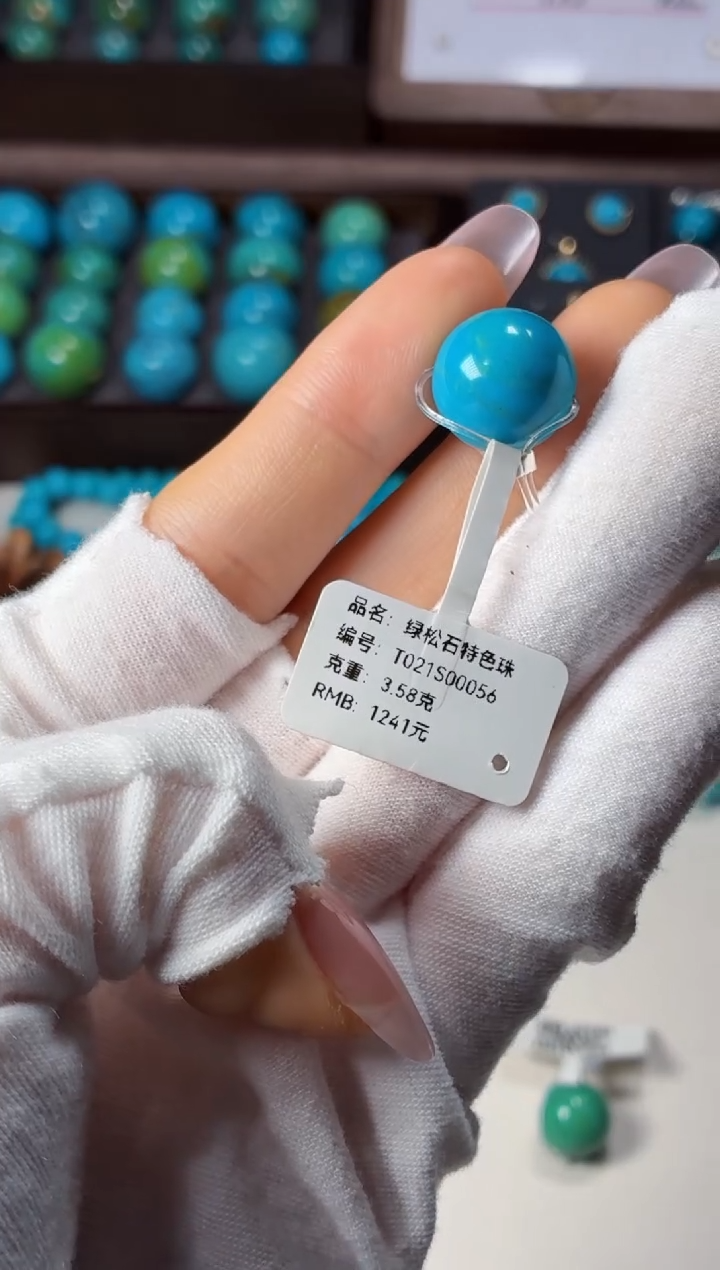 品名: 绿松石特色珠
编号: T021S00056
克重: 3.58克
RMB: 1241元